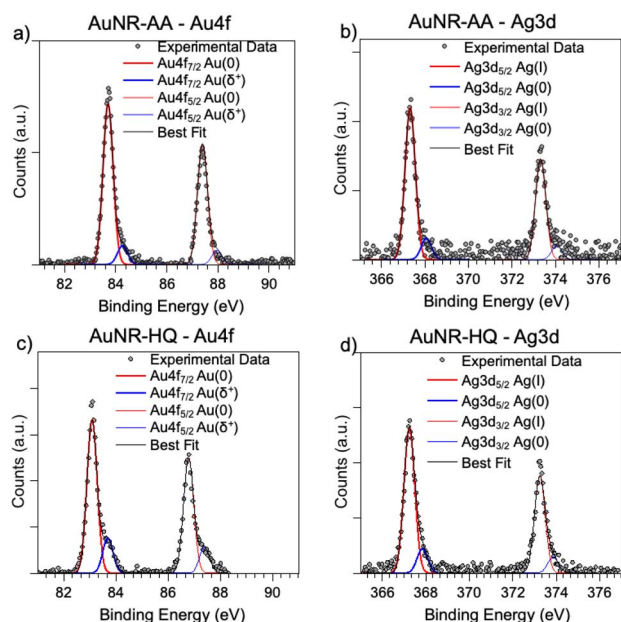 a)
AuNR-AA - Au4f
Experimental Data
Au4f7/2 Au(0)
Au4f7/2 Au(δ+)
Au4f5/2 Au(0)
Au4f5/2 Au(δ+)
Best Fit
Counts (a.u.)
82 84 86 88 90
Binding Energy (eV)
b)
AuNR-AA - Ag3d
Experimental Data
Ag3d5/2 Ag(I)
Ag3d5/2 Ag(0)
Ag3d3/2 Ag(I)
Ag3d3/2 Ag(0)
Best Fit
Counts (a.u.)
366 368 370 372 374 376
Binding Energy (eV)
c)
AuNR-HQ - Au4f
Experimental Data
Au4f7/2 Au(0)
Au4f7/2 Au(δ+)
Au4f5/2 Au(0)
Au4f5/2 Au(δ+)
Best Fit
Counts (a.u.)
82 84 86 88 90
Binding Energy (eV)
d)
AuNR-HQ - Ag3d
Experimental Data
Ag3d5/2 Ag(I)
Ag3d5/2 Ag(0)
Ag3d3/2 Ag(I)
Ag3d3/2 Ag(0)
Best Fit
Counts (a.u.)
366 368 370 372 374 376
Binding Energy (eV)